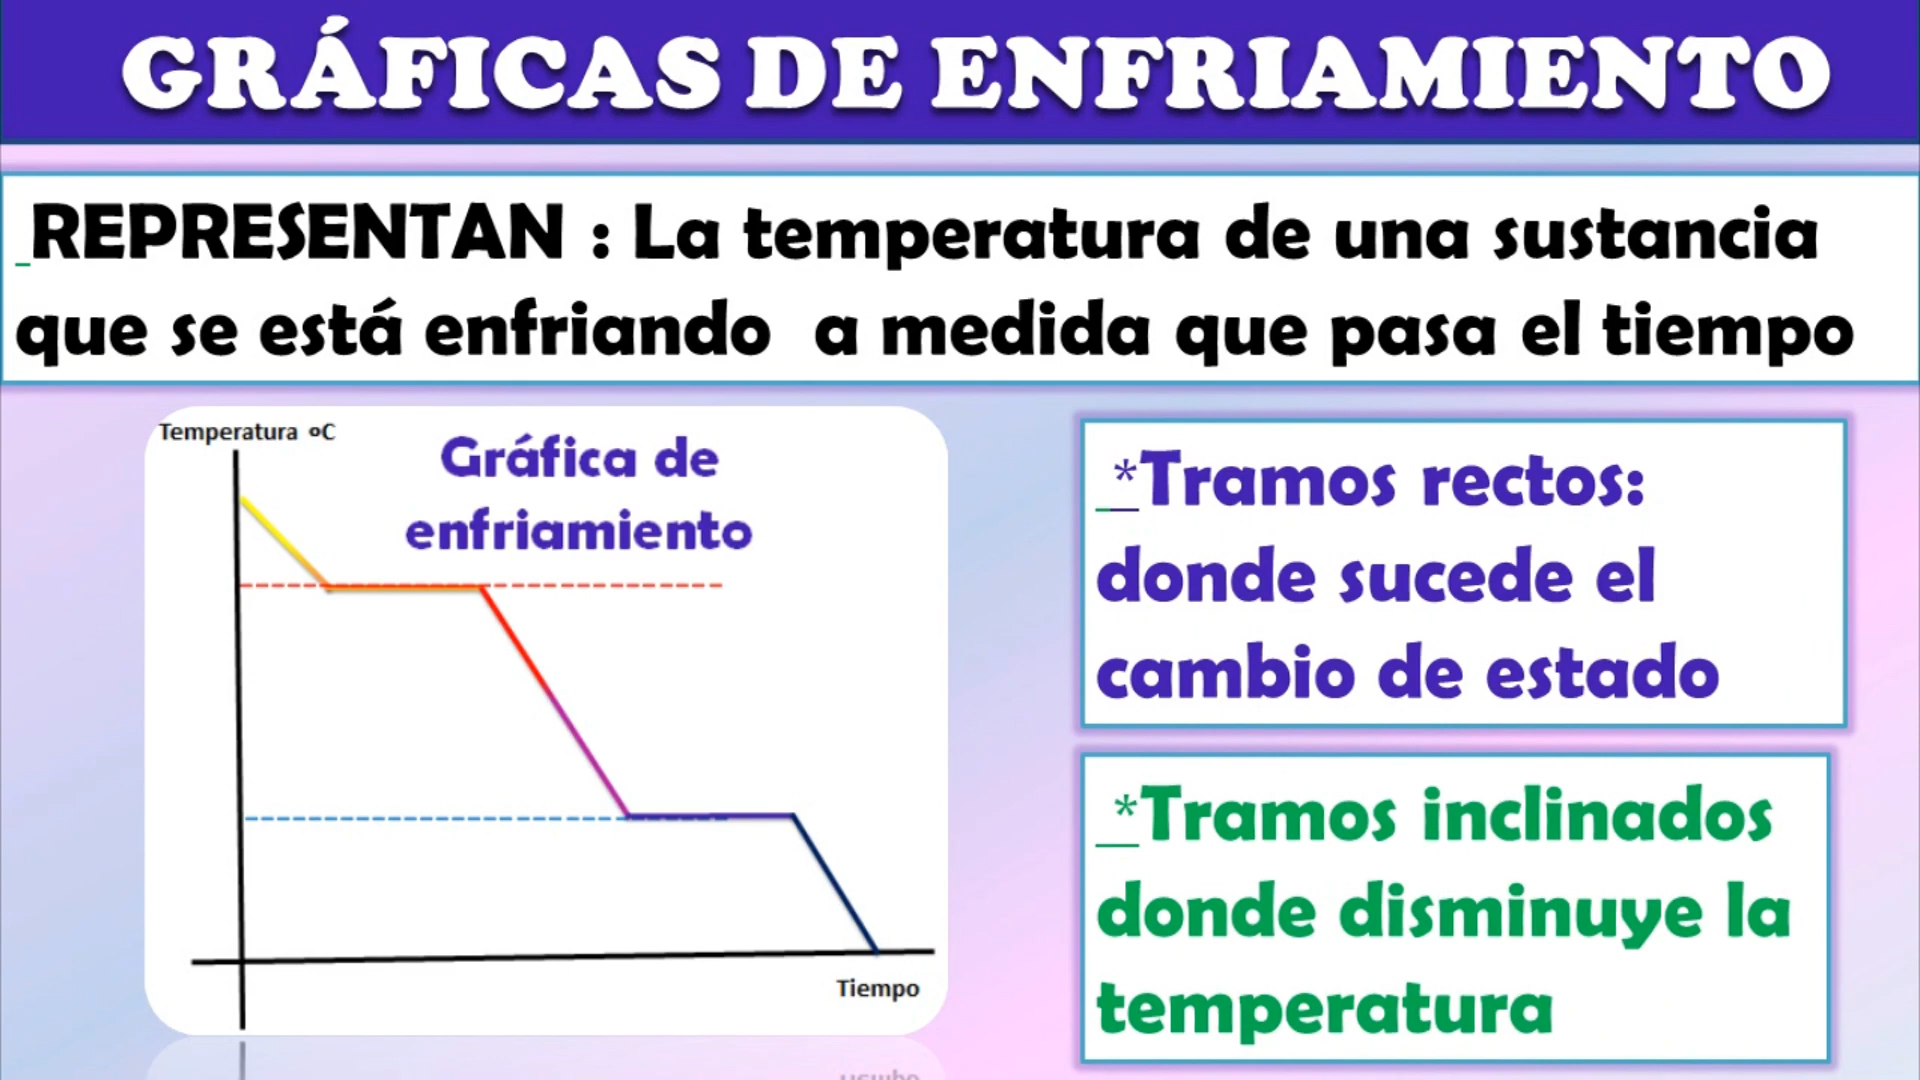 GRÁFICAS DE ENFRIAMIENTO
_REPRESENTAN : La temperatura de una sustancia
que se está enfriando a medida que pasa el tiempo
Temperatura ºC
Gráfica de
enfriamiento
Tiempo
*Tramos rectos:
donde sucede el
cambio de estado
*Tramos inclinados
donde disminuye la
temperatura